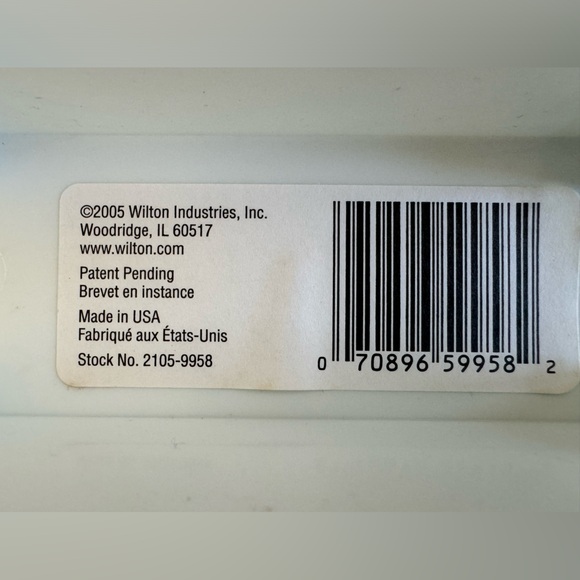 ©2005 Wilton Industries, Inc.
Woodridge, IL 60517
www.wilton.com
Patent Pending
Brevet en instance
Made in USA
Fabriqué aux États-Unis
Stock No. 2105-9958
0 70896 59958 2